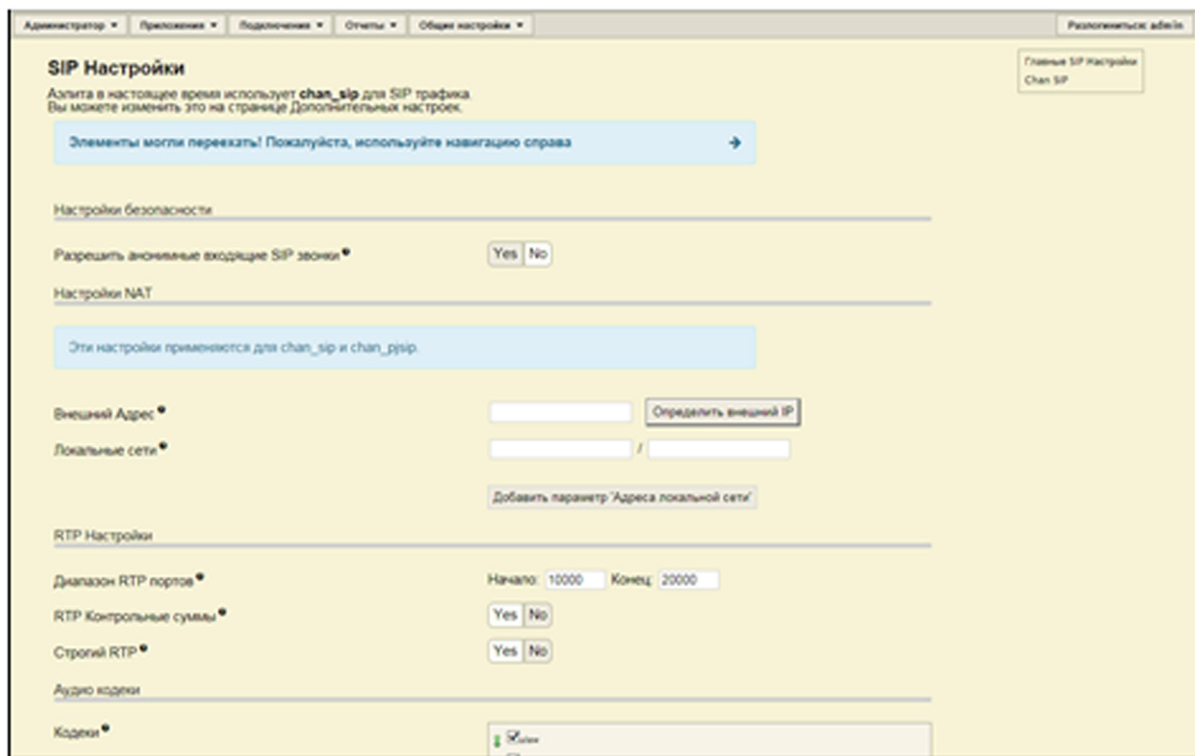 Администратор Приложения Подключения Отчеты Общие настройки Разлогиниться: admin
SIP Настройки
Главные SIP Настройки
Chan SIP
Аэлита в настоящее время использует chan_sip для SIP трафика.
Вы можете изменить это на странице Дополнительных настроек.
Элементы могли переехать! Пожалуйста, используйте навигацию справа
Настройки безопасности
Разрешить анонимные входящие SIP звонки Yes No
Настройки NAT
Эти настройки применяются для chan_sip и chan_pjsip.
Внешний Адрес Определить внешний IP
Локальные сети /
Добавить параметр 'Адреса локальной сети'
RTP Настройки
Диапазон RTP портов Начало: 10000 Конец: 20000
RTP Контрольные суммы Yes No
Строгий RTP Yes No
Аудио кодеки
Кодеки